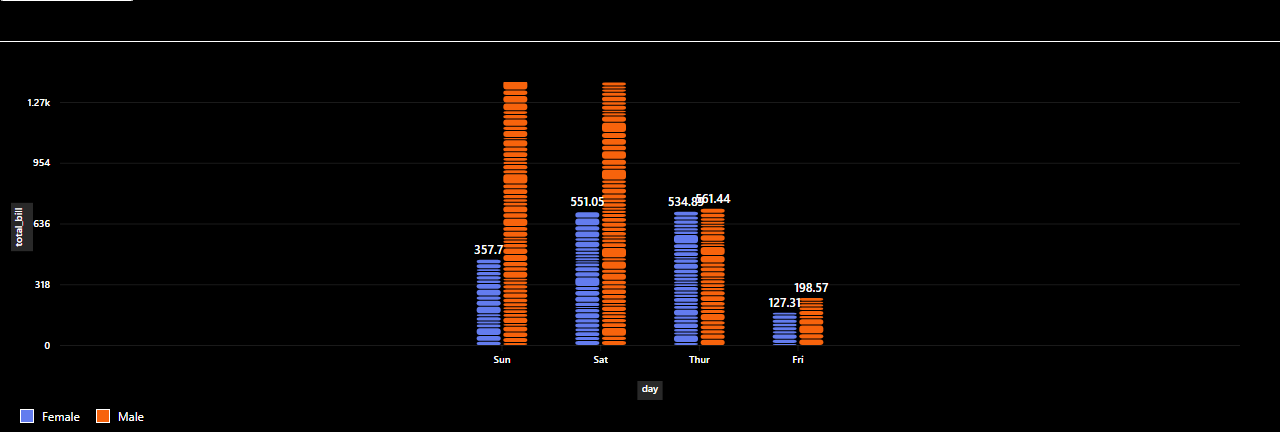 1.27k
954
636
318
0
total_bill
357.7
551.05
534.89
561.44
127.31
198.57
Sun Sat Thur Fri
day
Female Male